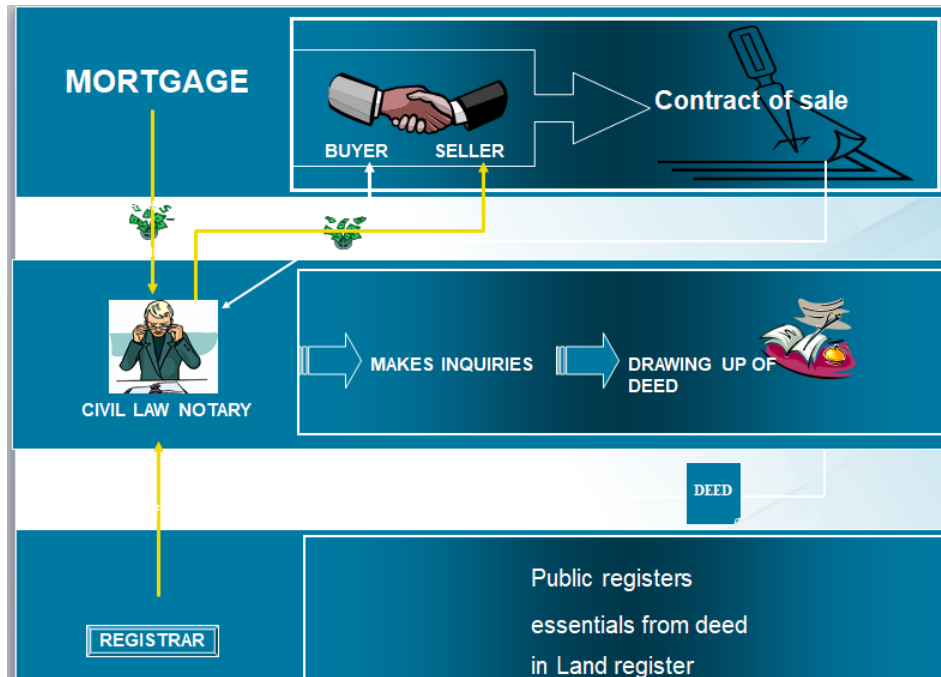 MORTGAGE
BUYER SELLER
Contract of sale
CIVIL LAW NOTARY
MAKES INQUIRIES
DRAWING UP OF
DEED
DEED
REGISTRAR
Public registers
essentials from deed
in Land register